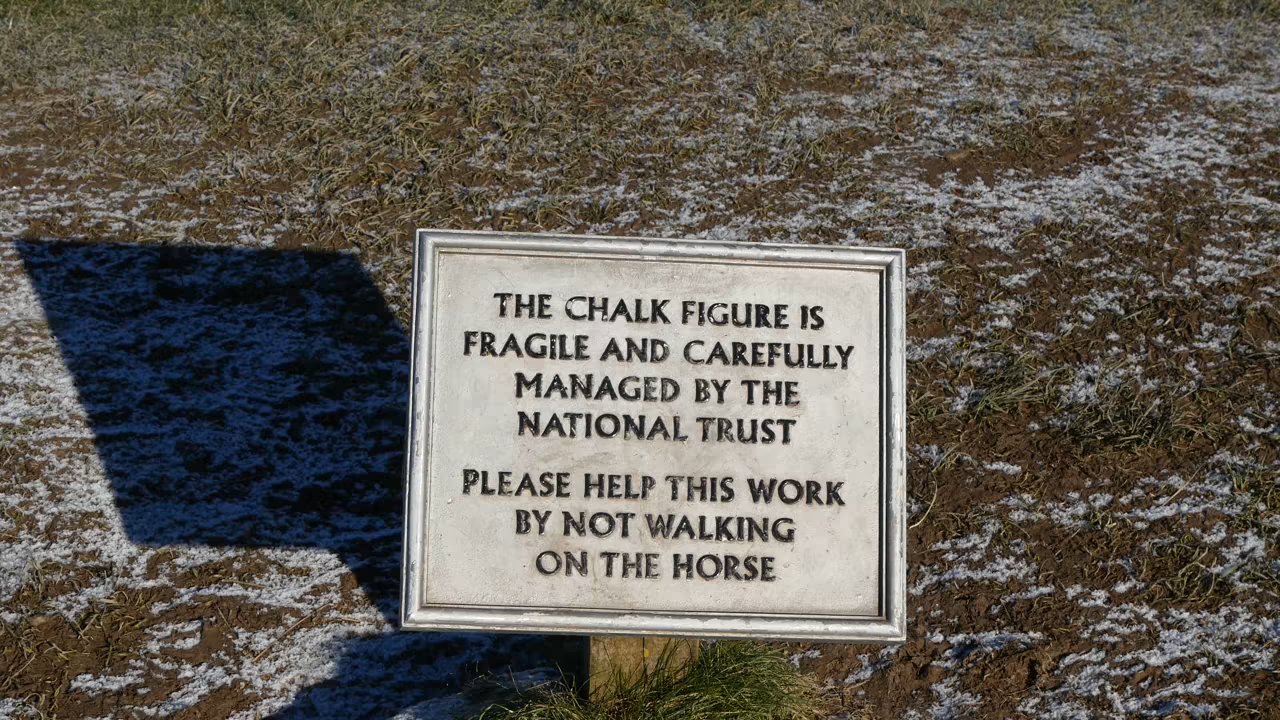 THE CHALK FIGURE IS
FRAGILE AND CAREFULLY
MANAGED BY THE
NATIONAL TRUST
PLEASE HELP THIS WORK
BY NOT WALKING
ON THE HORSE